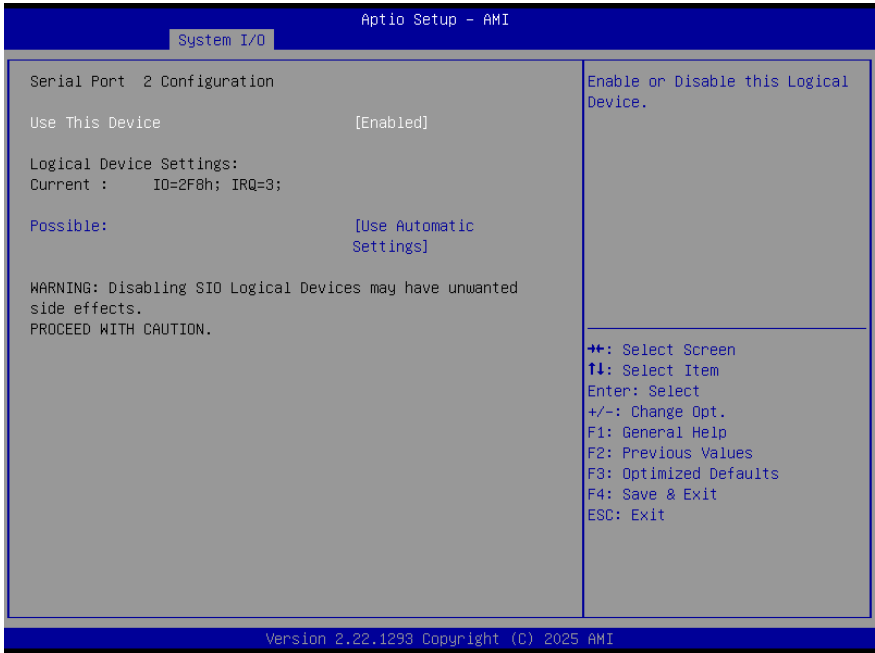 Aptio Setup – AMI
System I/O
Serial Port  2 Configuration
Use This Device [Enabled]
Logical Device Settings:
Current :     IO=2F8h; IRQ=3;
Possible: [Use Automatic
Settings]
WARNING: Disabling SIO Logical Devices may have unwanted
side effects.
PROCEED WITH CAUTION.
Enable or Disable this Logical
Device.
→←: Select Screen
↑↓: Select Item
Enter: Select
+/-: Change Opt.
F1: General Help
F2: Previous Values
F3: Optimized Defaults
F4: Save & Exit
ESC: Exit
Version 2.22.1293 Copyright (C) 2025 AMI